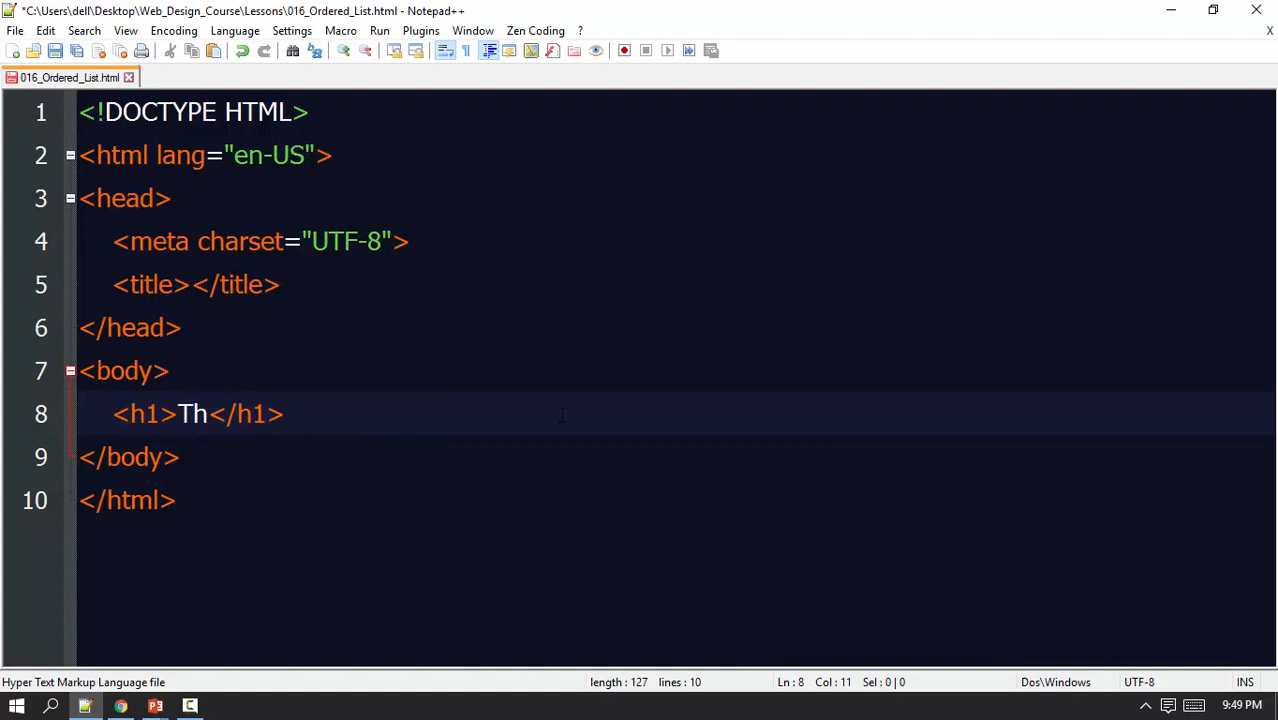 *C:\Users\dell\Desktop\Web_Design_Course\Lessons\016_Ordered_List.html - Notepad++
File Edit Search View Encoding Language Settings Macro Run Plugins Window Zen Coding ? X
016_Ordered_List.html
1 <!DOCTYPE HTML>
2 <html lang="en-US">
3 <head>
4 <meta charset="UTF-8">
5 <title></title>
6 </head>
7 <body>
8 <h1>Th</h1>
9 </body>
10 </html>
Hyper Text Markup Language file length : 127 lines : 10 Ln : 8 Col : 11 Sel : 0 | 0 Dos\Windows UTF-8 INS
9:49 PM